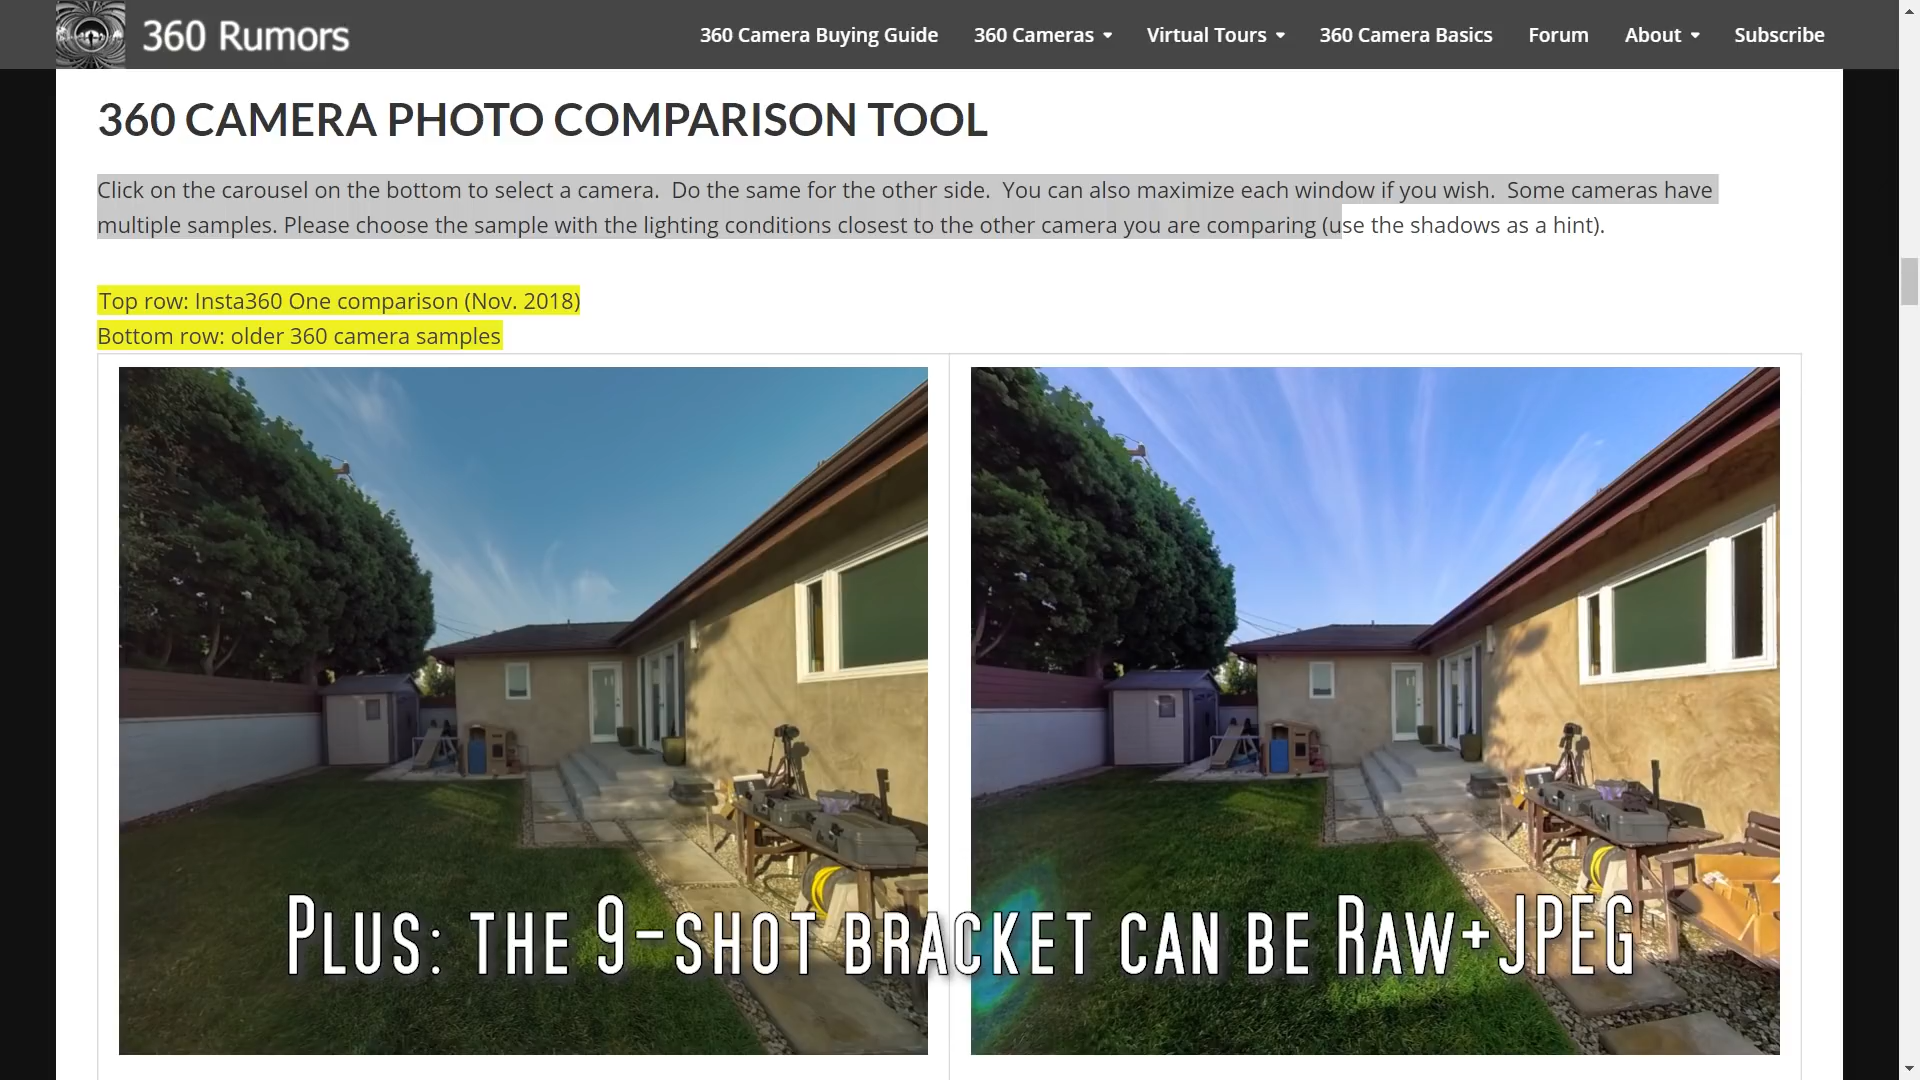 360 Rumors
360 Camera Buying Guide 360 Cameras Virtual Tours 360 Camera Basics Forum About Subscribe
360 CAMERA PHOTO COMPARISON TOOL
Click on the carousel on the bottom to select a camera. Do the same for the other side. You can also maximize each window if you wish. Some cameras have
multiple samples. Please choose the sample with the lighting conditions closest to the other camera you are comparing (use the shadows as a hint).
Top row: Insta360 One comparison (Nov. 2018)
Bottom row: older 360 camera samples
Plus: the 9-shot bracket can be Raw+JPEG